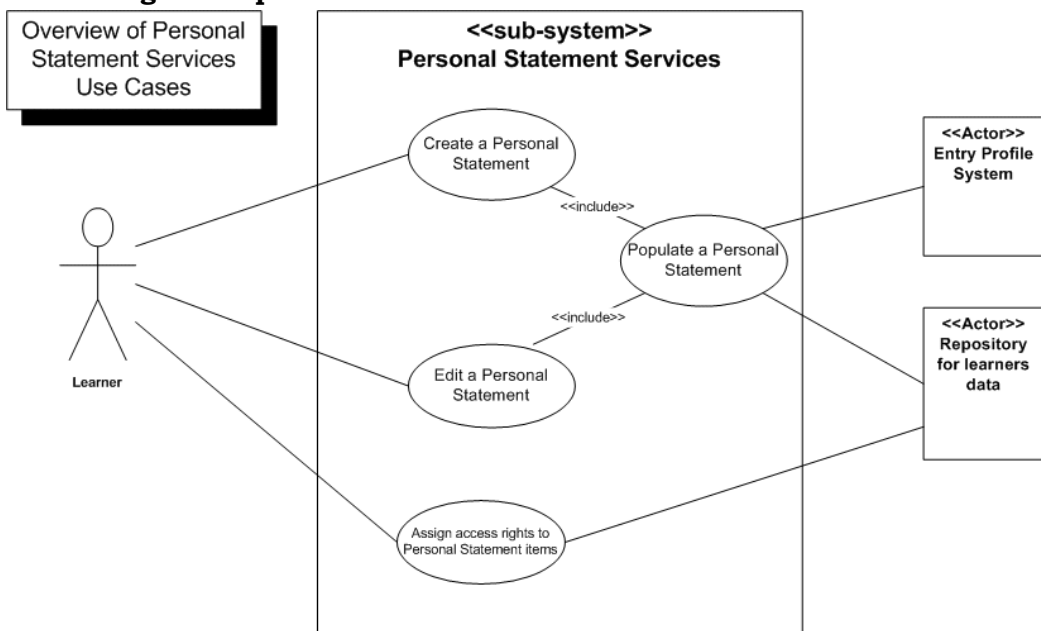 Overview of Personal
Statement Services
Use Cases
<<sub-system>>
Personal Statement Services
Create a Personal
Statement
<<include>>
Populate a Personal
Statement
<<include>>
Edit a Personal
Statement
Assign access rights to
Personal Statement items
Learner
<<Actor>>
Entry Profile
System
<<Actor>>
Repository
for learners
data